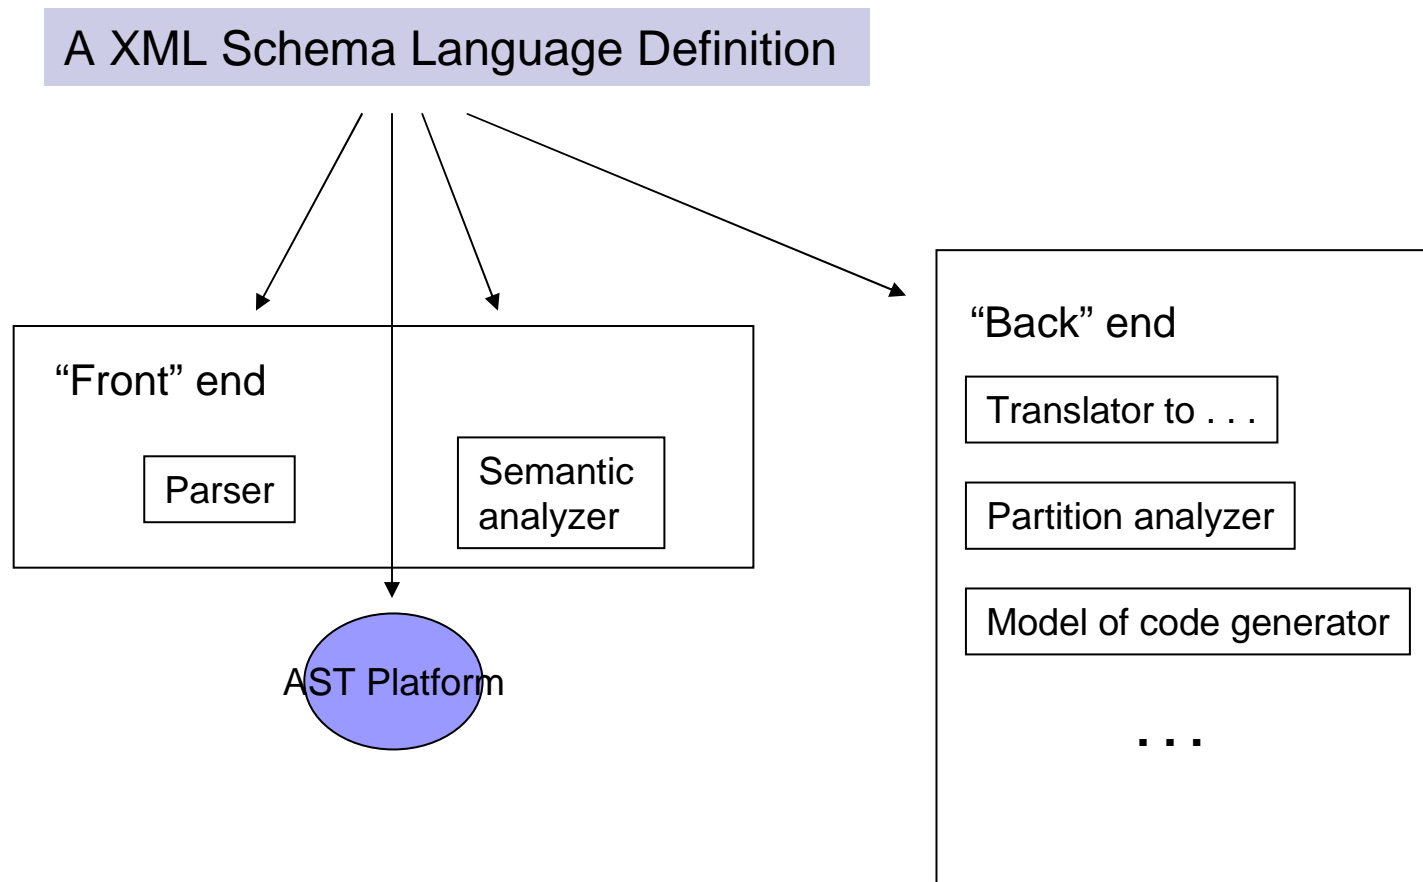 A XML Schema Language Definition
“Front” end
Parser
Semantic
analyzer
AST Platform
“Back” end
Translator to . . .
Partition analyzer
Model of code generator
. . .